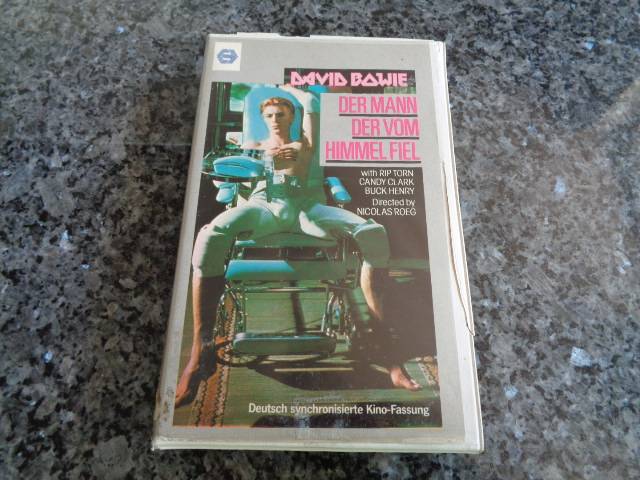 DAVID BOWIE
DER MANN
DER VOM
HIMMEL FIEL
with RIP TORN
CANDY CLARK
BUCK HENRY
Directed by
NICOLAS ROEG
Deutsch synchronisierte Kino-Fassung